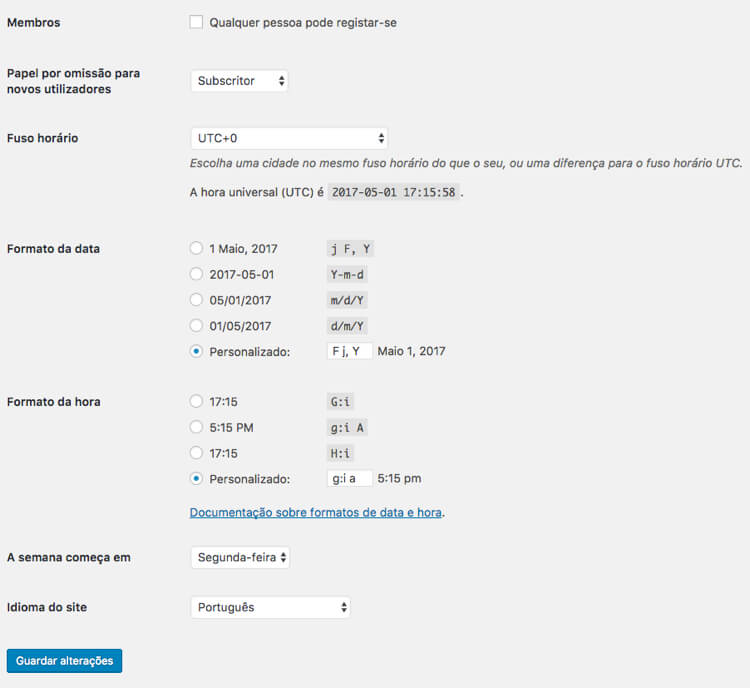 Membros
Qualquer pessoa pode registar-se
Papel por omissão para
novos utilizadores
Subscritor
Fuso horário
UTC+0
Escolha uma cidade no mesmo fuso horário do que o seu, ou uma diferença para o fuso horário UTC.
A hora universal (UTC) é 2017-05-01 17:15:58 .
Formato da data
1 Maio, 2017 j F, Y
2017-05-01 Y-m-d
05/01/2017 m/d/Y
01/05/2017 d/m/Y
Personalizado: F j, Y Maio 1, 2017
Formato da hora
17:15 G:i
5:15 PM g:i A
17:15 H:i
Personalizado: g:i a 5:15 pm
Documentação sobre formatos de data e hora.
A semana começa em
Segunda-feira
Idioma do site
Português
Guardar alterações